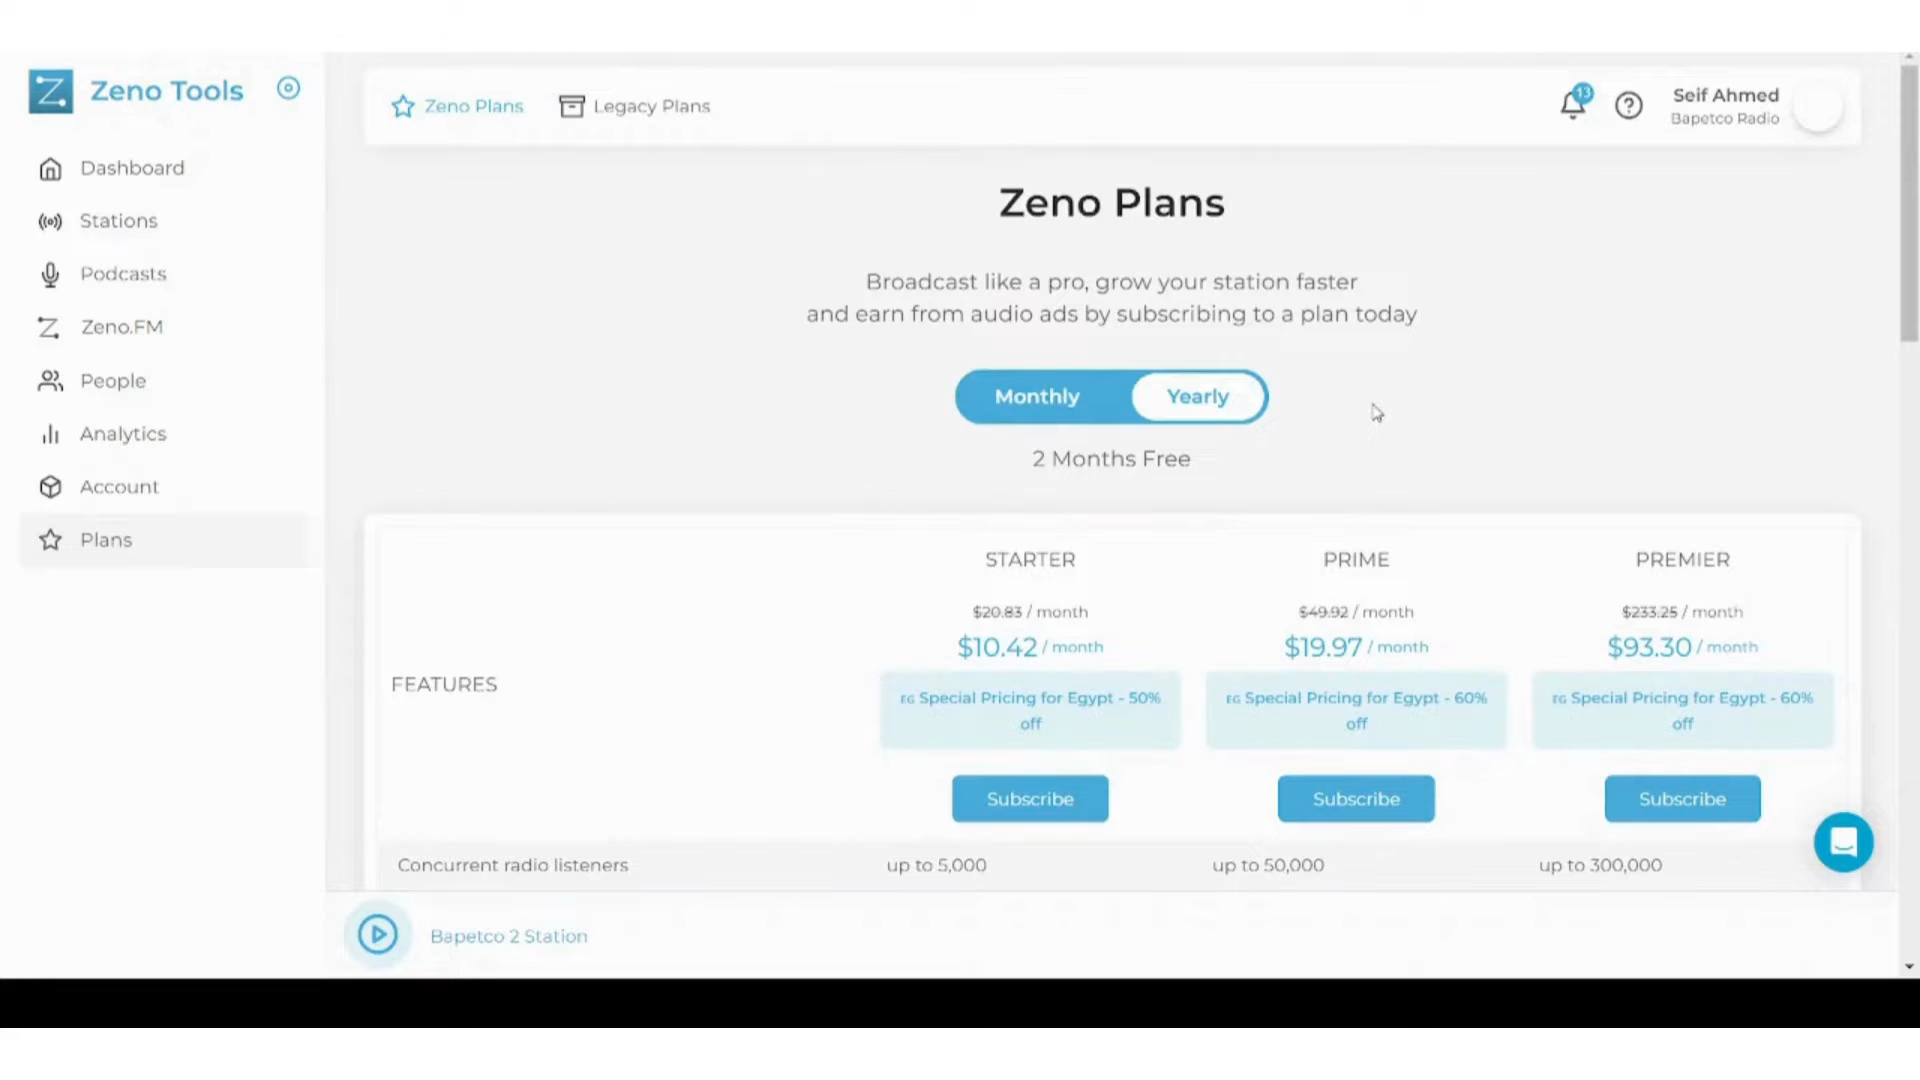 Zeno Tools
Dashboard
Stations
Podcasts
Zeno.FM
People
Analytics
Account
Plans
Zeno Plans
Legacy Plans
13
Seif Ahmed
Bapetco Radio
Zeno Plans
Broadcast like a pro, grow your station faster
and earn from audio ads by subscribing to a plan today
Monthly
Yearly
2 Months Free
FEATURES
STARTER
$20.83 / month
$10.42 / month
EG Special Pricing for Egypt - 50%
off
Subscribe
PRIME
$49.92 / month
$19.97 / month
EG Special Pricing for Egypt - 60%
off
Subscribe
PREMIER
$233.25 / month
$93.30 / month
EG Special Pricing for Egypt - 60%
off
Subscribe
Concurrent radio listeners
up to 5,000
up to 50,000
up to 300,000
Bapetco 2 Station